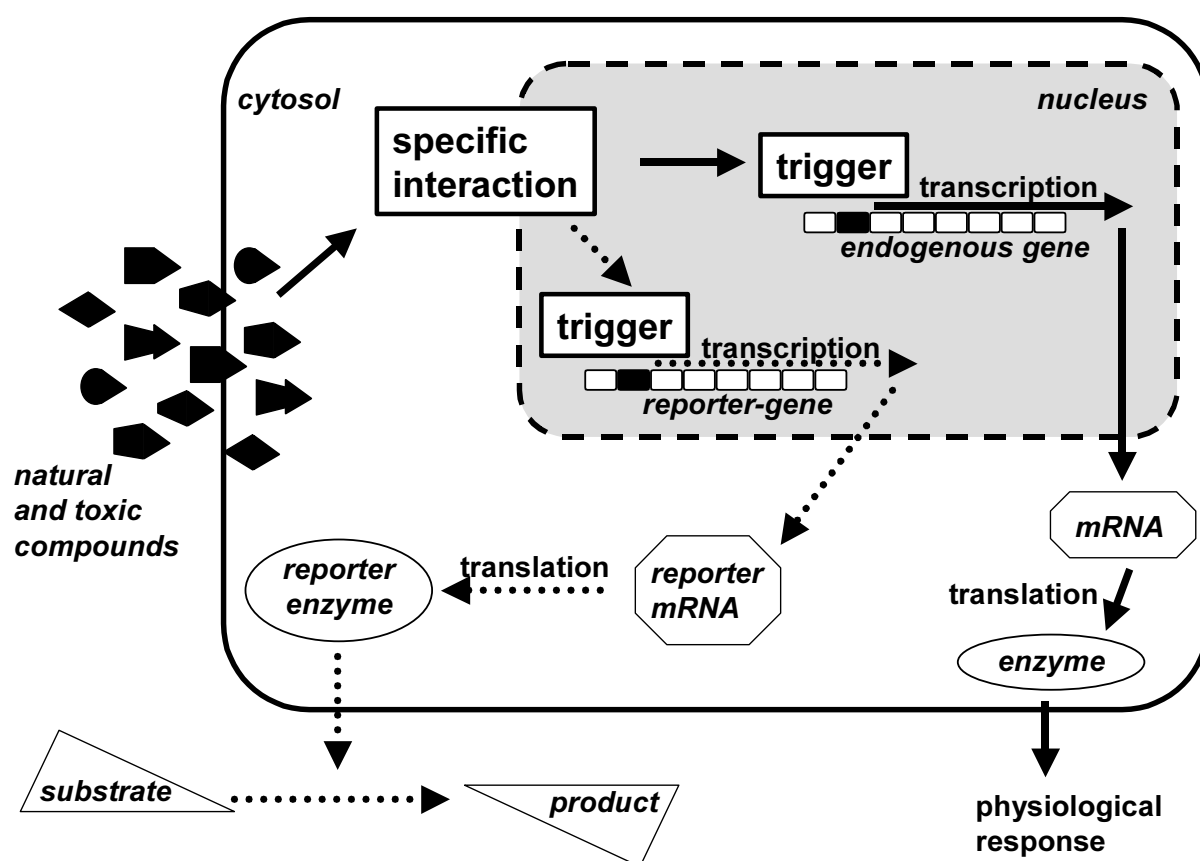 cytosol
nucleus
specific
interaction
trigger
transcription
endogenous gene
trigger
transcription
reporter-gene
natural
and toxic
compounds
mRNA
reporter
enzyme
translation
reporter
mRNA
translation
enzyme
substrate
product
physiological
response